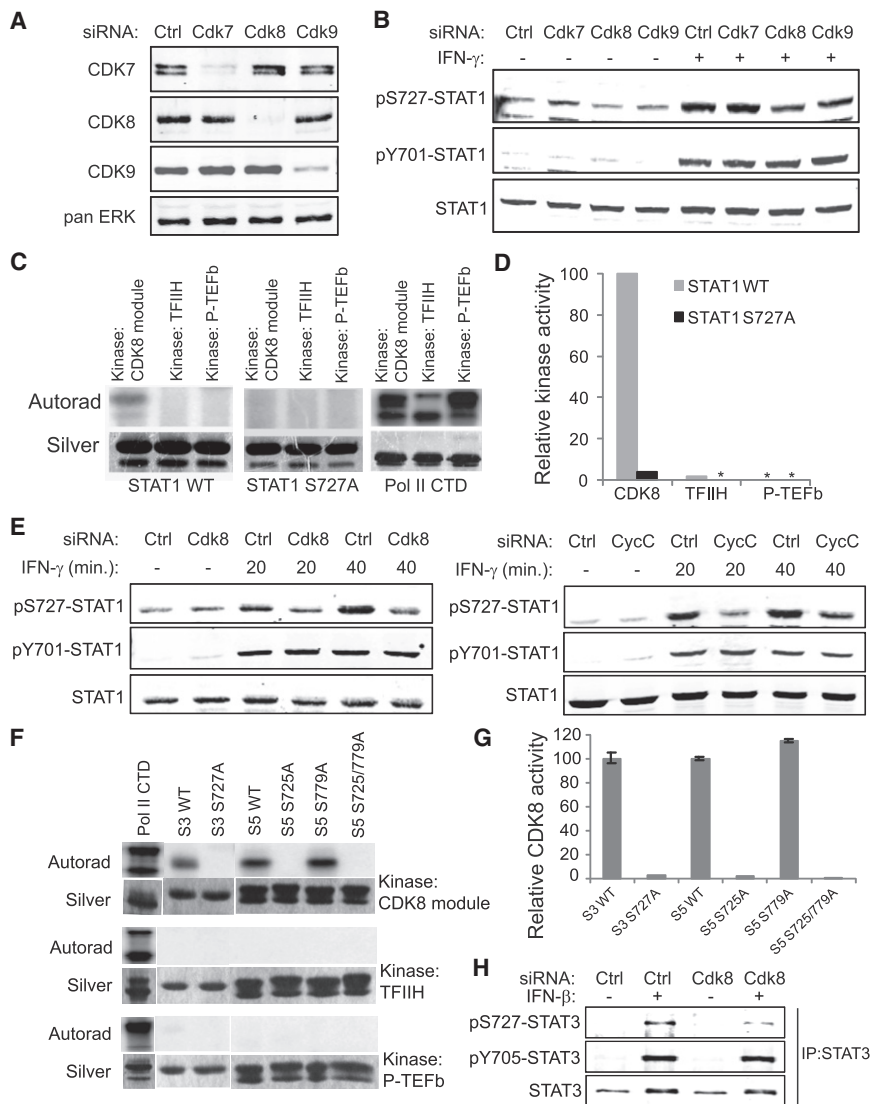 A
siRNA: Ctrl Cdk7 Cdk8 Cdk9
CDK7
CDK8
CDK9
pan ERK
B
siRNA: Ctrl Cdk7 Cdk8 Cdk9 Ctrl Cdk7 Cdk8 Cdk9
IFN-γ: - - - - + + + +
pS727-STAT1
pY701-STAT1
STAT1
C
Kinase: CDK8 module
Kinase: TFIIH
Kinase: P-TEFb
Kinase: CDK8 module
Kinase: TFIIH
Kinase: P-TEFb
Kinase: CDK8 module
Kinase: TFIIH
Kinase: P-TEFb
Autorad
Silver
STAT1 WT STAT1 S727A Pol II CTD
D
Relative kinase activity
100
80
60
40
20
0
STAT1 WT
STAT1 S727A
* * *
CDK8 TFIIH P-TEFb
E
siRNA: Ctrl Cdk8 Ctrl Cdk8 Ctrl Cdk8
IFN-γ (min.): - - 20 20 40 40
pS727-STAT1
pY701-STAT1
STAT1
siRNA: Ctrl CycC Ctrl CycC Ctrl CycC
IFN-γ (min.): - - 20 20 40 40
pS727-STAT1
pY701-STAT1
STAT1
F
Pol II CTD
S3 WT
S3 S727A
S5 WT
S5 S725A
S5 S779A
S5 S725/779A
Autorad
Silver
Kinase:
CDK8 module
Autorad
Silver
Kinase:
TFIIH
Autorad
Silver
Kinase:
P-TEFb
G
Relative CDK8 activity
120
100
80
60
40
20
0
S3 WT
S3 S727A
S5 WT
S5 S725A
S5 S779A
S5 S725/779A
H
siRNA: Ctrl Ctrl Cdk8 Cdk8
IFN-β: - + - +
pS727-STAT3
pY705-STAT3
STAT3
IP:STAT3